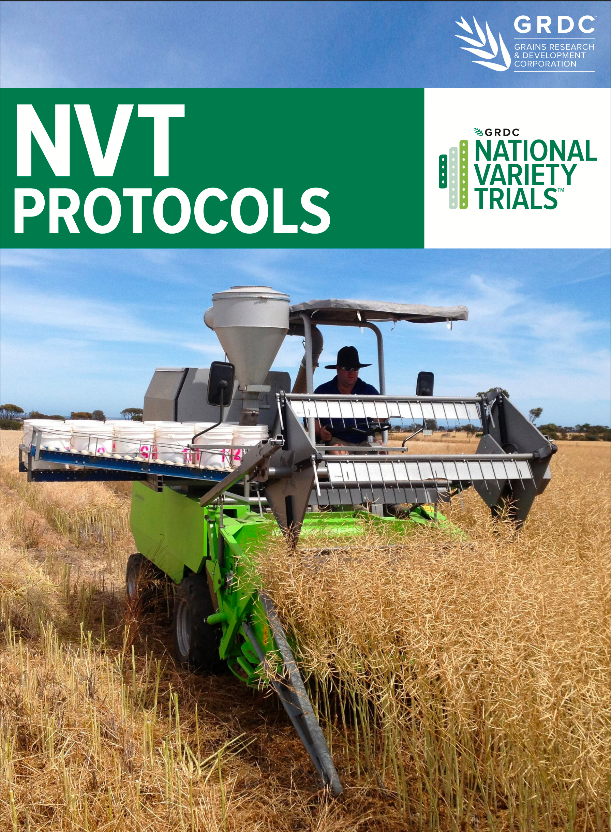 GRDC
GRAINS RESEARCH
& DEVELOPMENT
CORPORATION
NVT
PROTOCOLS
GRDC
NATIONAL
VARIETY
TRIALS™